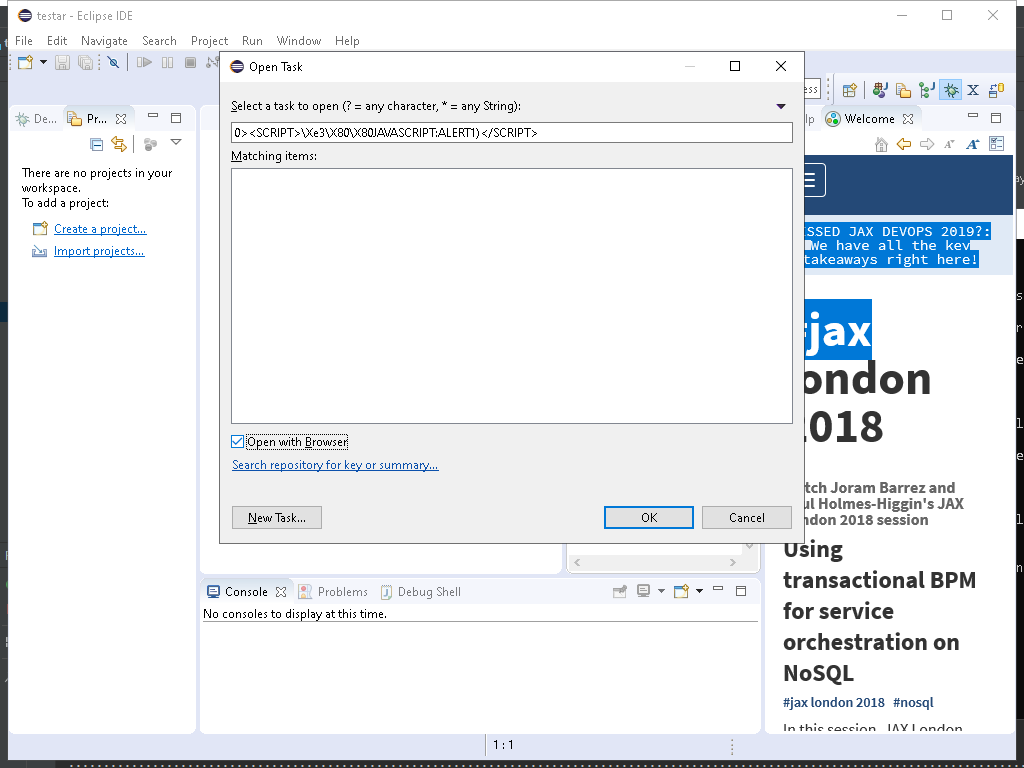 testar - Eclipse IDE
File Edit Navigate Search Project Run Window Help
Open Task
Select a task to open (? = any character, * = any String):
0><SCRIPT>\Xe3\X80\X80JAVASCRIPT:ALERT1)</SCRIPT>
Matching items:
Open with Browser
Search repository for key or summary...
New Task...
OK
Cancel
De...
Pr...
There are no projects in your
workspace.
To add a project:
Create a project...
Import projects...
Welcome
SSED JAX DEVOPS 2019?:
We have all the key
takeaways right here!
#jax
london
2018
Joram Barrez and
Holmes-Higgin's JAX
London 2018 session
Using
transactional BPM
for service
orchestration on
NoSQL
#jax london 2018 #nosql
In this session, JAX London
Console
Problems
Debug Shell
No consoles to display at this time.
1 : 1